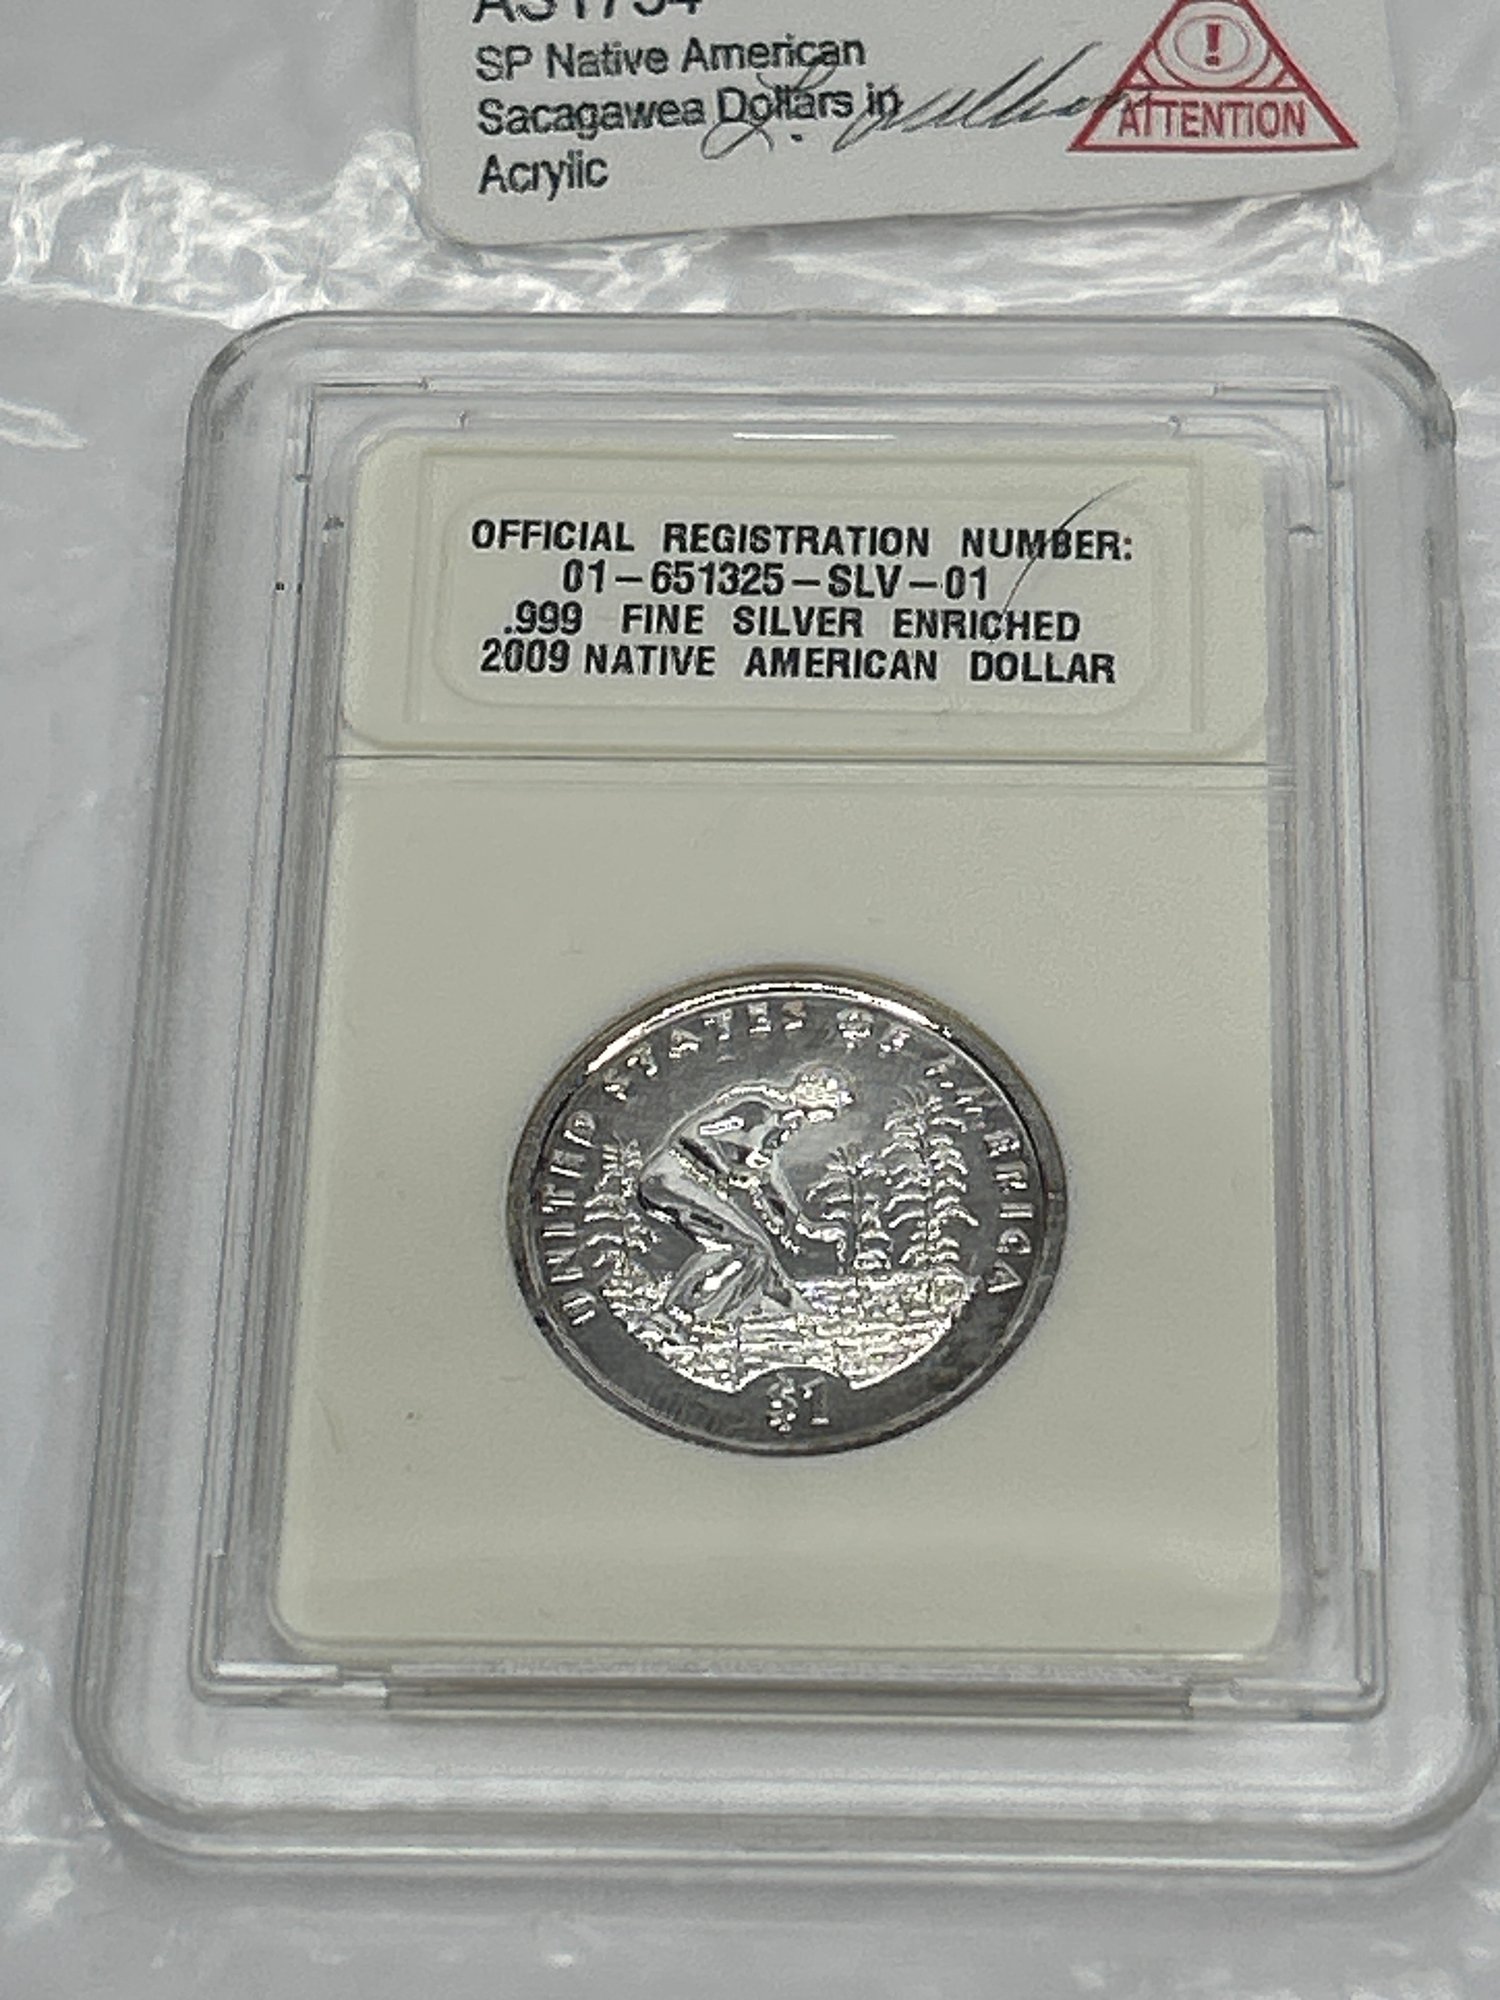 AS1754
SP Native American
Sacagawea Dollars in
Acrylic
!
ATTENTION
OFFICIAL REGISTRATION NUMBER:
01-651325-SLV-01
.999 FINE SILVER ENRICHED
2009 NATIVE AMERICAN DOLLAR
UNITED STATES OF AMERICA
$1